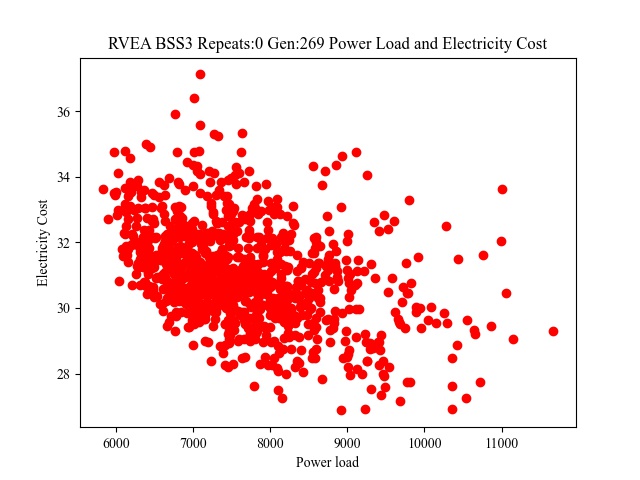 RVEA BSS3 Repeats:0 Gen:269 Power Load and Electricity Cost
Electricity Cost
36
34
32
30
28
6000 7000 8000 9000 10000 11000
Power load